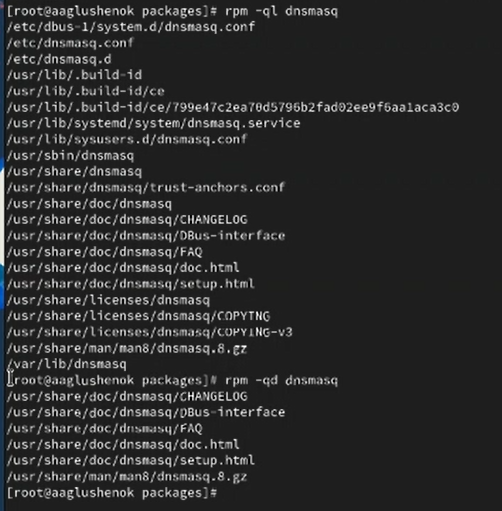 [root@aaglushenok packages]# rpm -ql dnsmasq
/etc/dbus-1/system.d/dnsmasq.conf
/etc/dnsmasq.conf
/etc/dnsmasq.d
/usr/lib/.build-id
/usr/lib/.build-id/ce
/usr/lib/.build-id/ce/799e47c2ea70d5796b2fad02ee9f6aa1aca3c0
/usr/lib/systemd/system/dnsmasq.service
/usr/lib/sysusers.d/dnsmasq.conf
/usr/sbin/dnsmasq
/usr/share/dnsmasq
/usr/share/dnsmasq/trust-anchors.conf
/usr/share/doc/dnsmasq
/usr/share/doc/dnsmasq/CHANGELOG
/usr/share/doc/dnsmasq/DBus-interface
/usr/share/doc/dnsmasq/FAQ
/usr/share/doc/dnsmasq/doc.html
/usr/share/doc/dnsmasq/setup.html
/usr/share/licenses/dnsmasq
/usr/share/licenses/dnsmasq/COPYING
/usr/share/licenses/dnsmasq/COPYING-v3
/usr/share/man/man8/dnsmasq.8.gz
/var/lib/dnsmasq
[root@aaglushenok packages]# rpm -qd dnsmasq
/usr/share/doc/dnsmasq/CHANGELOG
/usr/share/doc/dnsmasq/DBus-interface
/usr/share/doc/dnsmasq/FAQ
/usr/share/doc/dnsmasq/doc.html
/usr/share/doc/dnsmasq/setup.html
/usr/share/man/man8/dnsmasq.8.gz
[root@aaglushenok packages]#